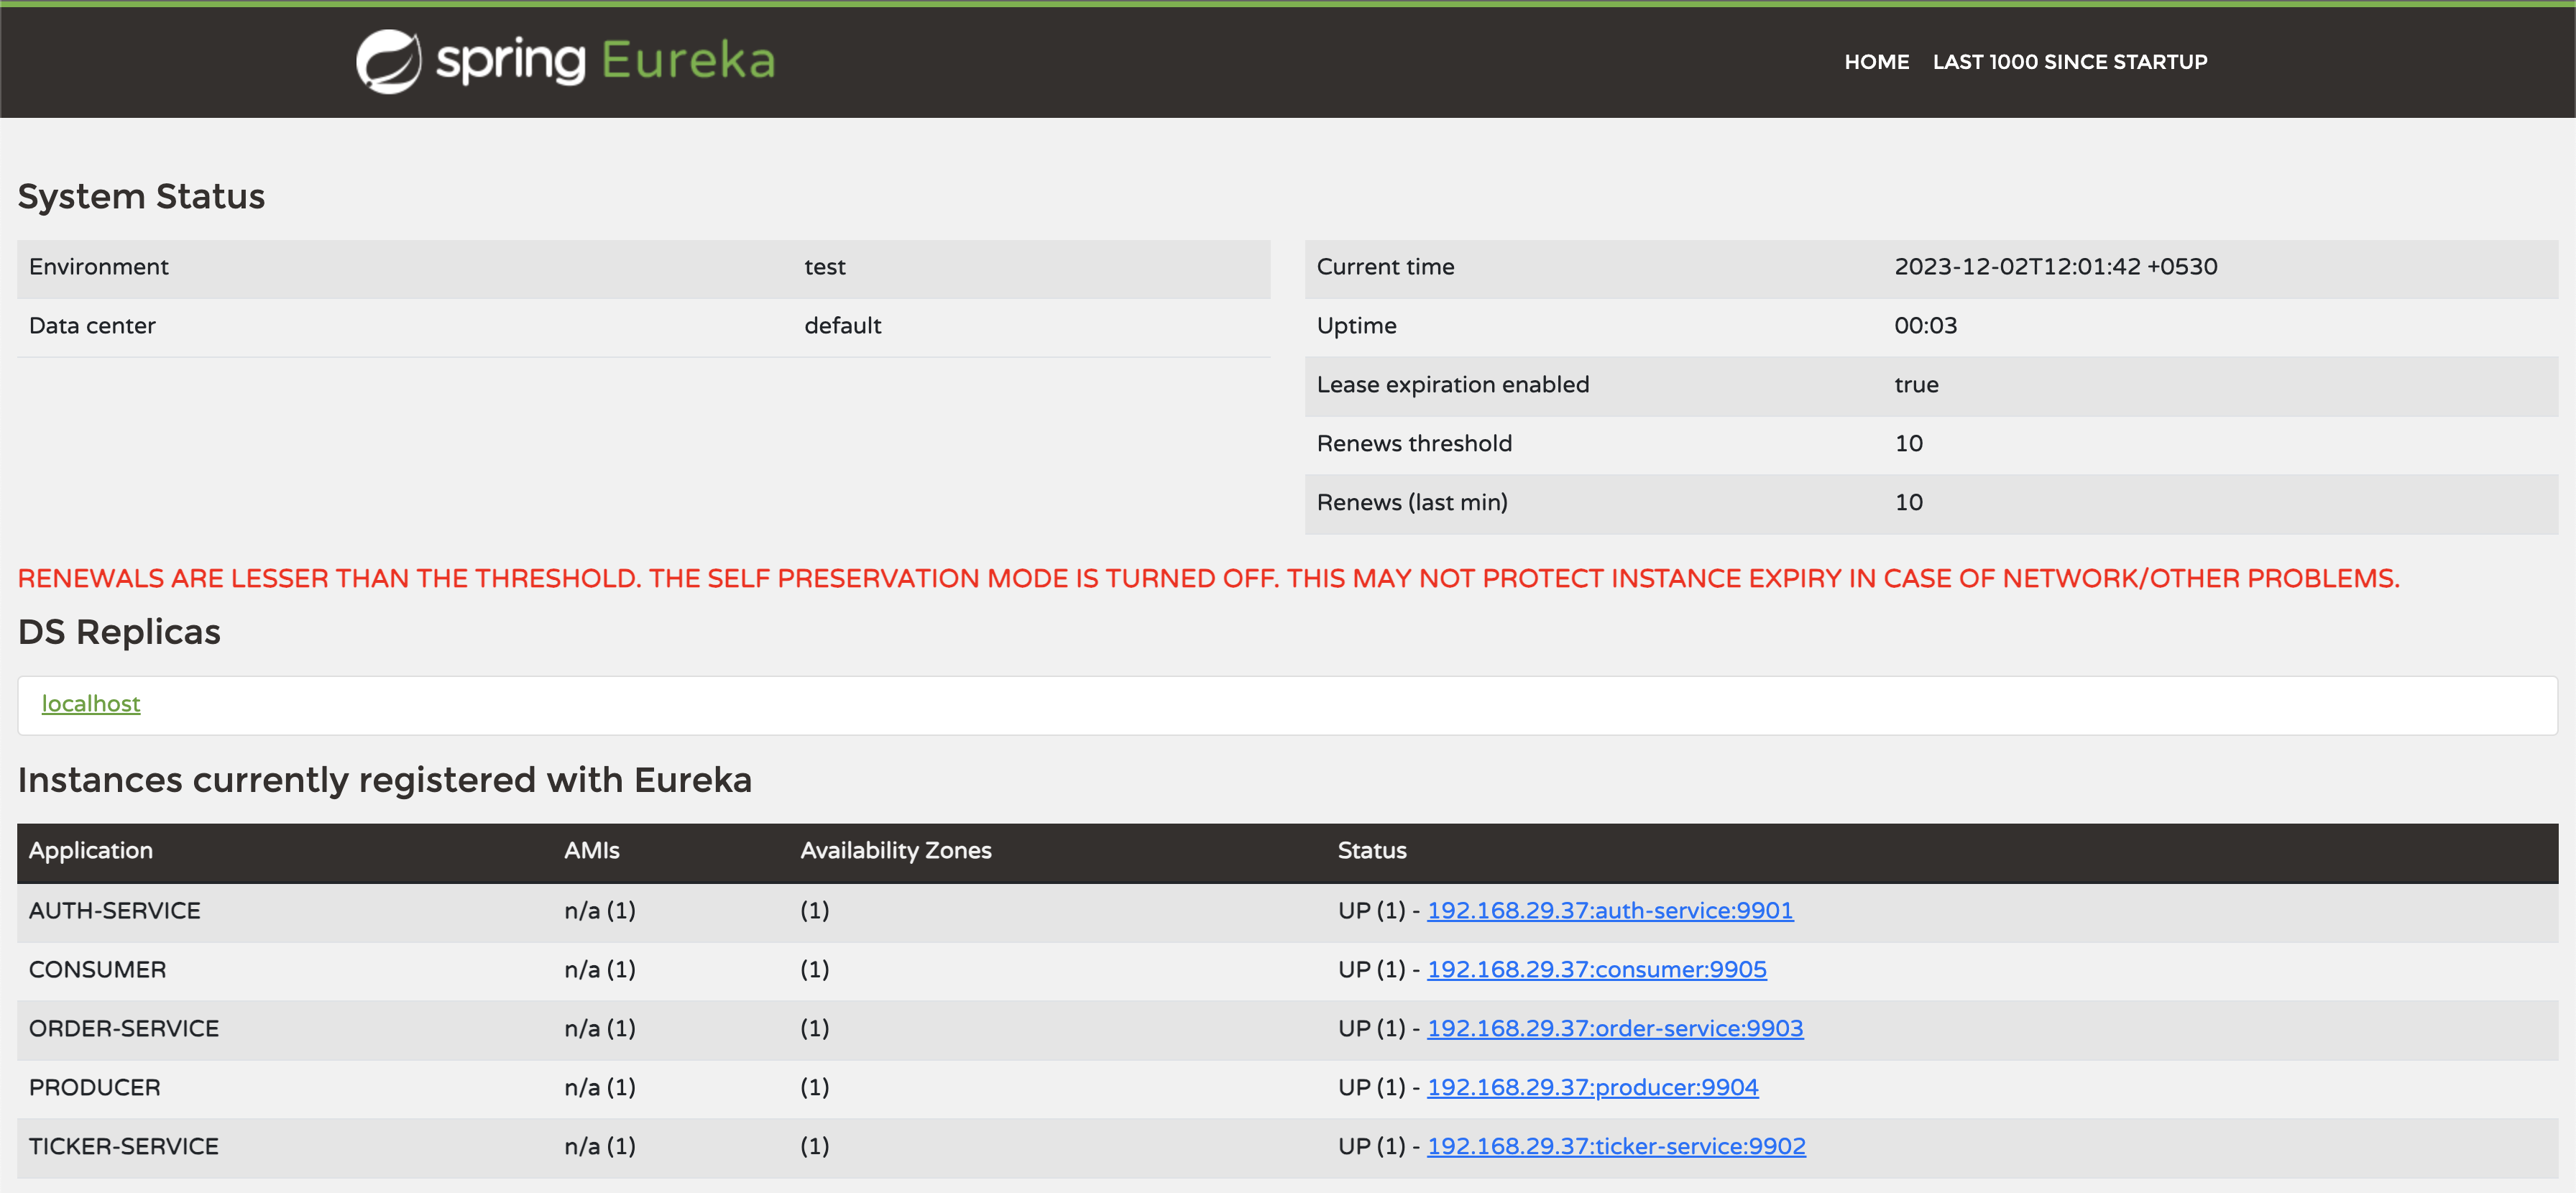 spring Eureka
HOME LAST 1000 SINCE STARTUP
System Status
Environment test
Data center default
Current time 2023-12-02T12:01:42 +0530
Uptime 00:03
Lease expiration enabled true
Renews threshold 10
Renews (last min) 10
RENEWALS ARE LESSER THAN THE THRESHOLD. THE SELF PRESERVATION MODE IS TURNED OFF. THIS MAY NOT PROTECT INSTANCE EXPIRY IN CASE OF NETWORK/OTHER PROBLEMS.
DS Replicas
localhost
Instances currently registered with Eureka
Application AMIs Availability Zones Status
AUTH-SERVICE n/a (1) (1) UP (1) - 192.168.29.37:auth-service:9901
CONSUMER n/a (1) (1) UP (1) - 192.168.29.37:consumer:9905
ORDER-SERVICE n/a (1) (1) UP (1) - 192.168.29.37:order-service:9903
PRODUCER n/a (1) (1) UP (1) - 192.168.29.37:producer:9904
TICKER-SERVICE n/a (1) (1) UP (1) - 192.168.29.37:ticker-service:9902